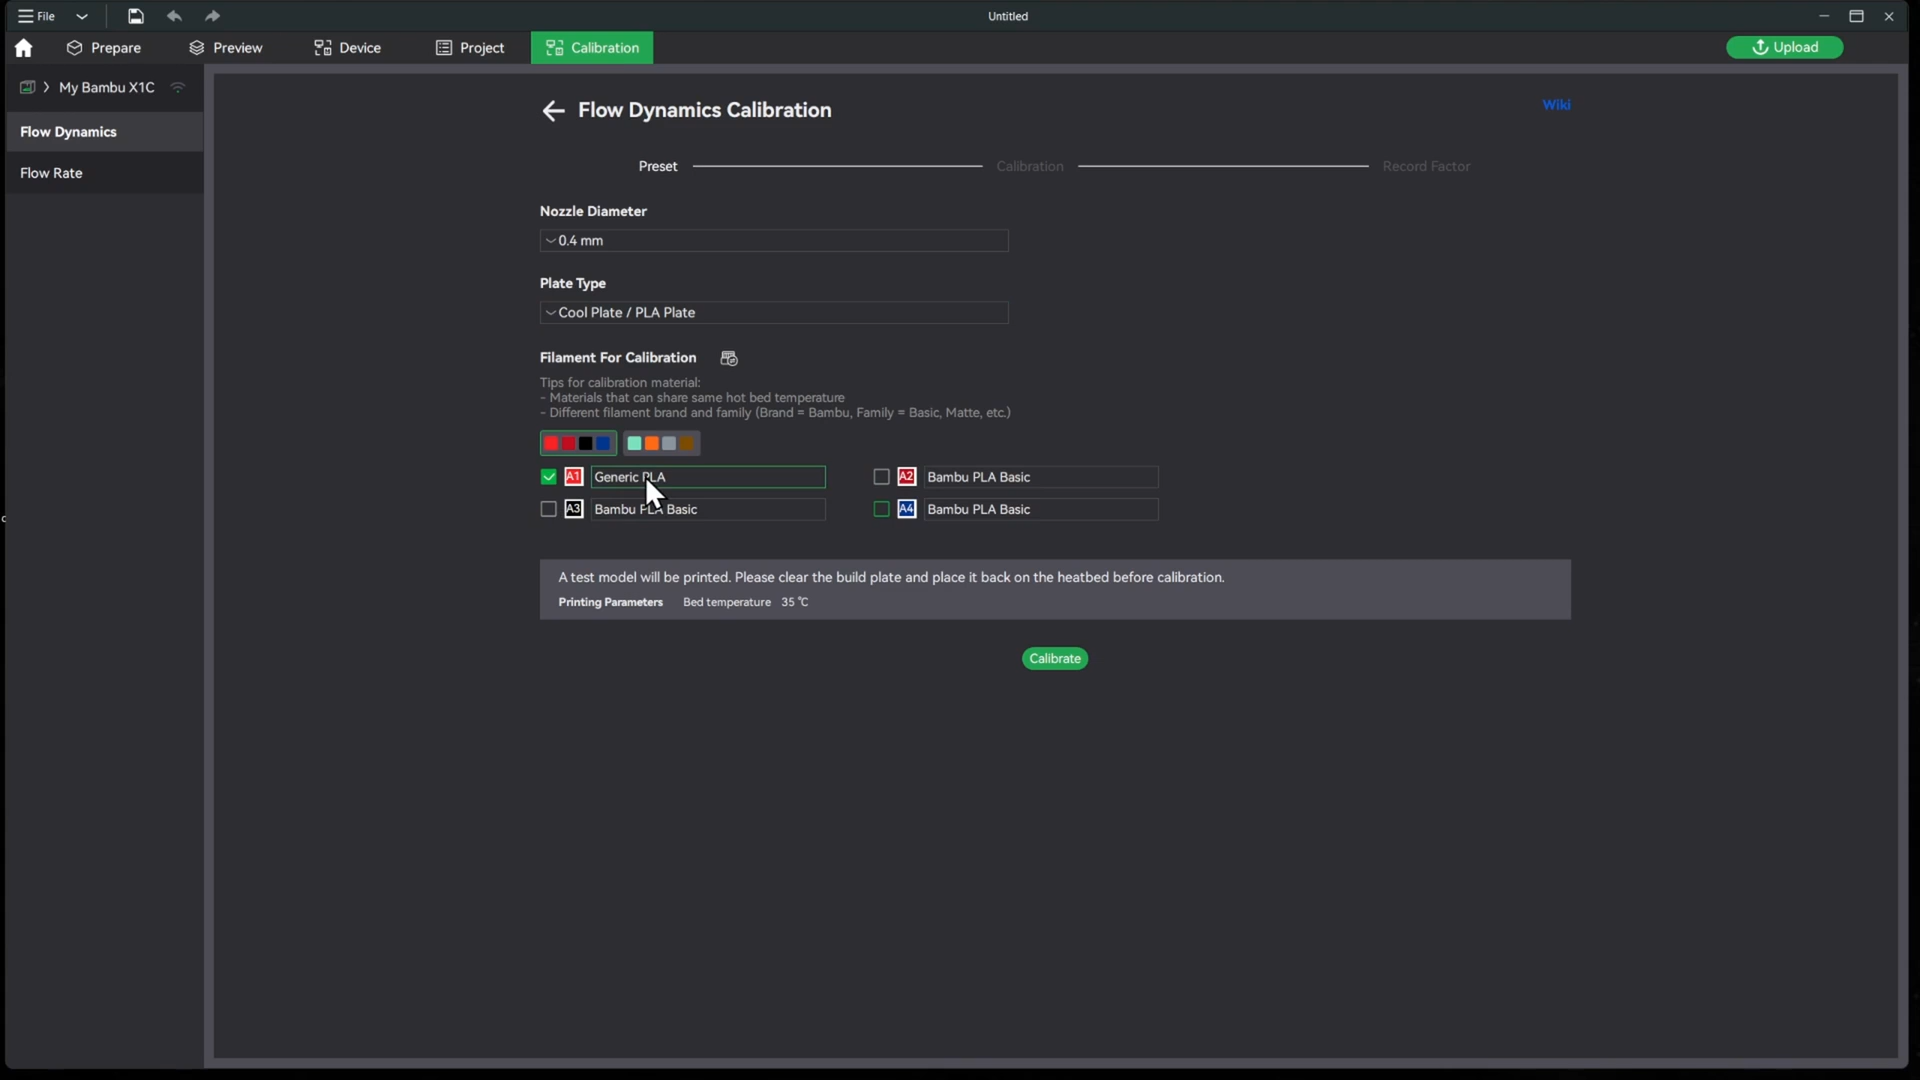 File
Untitled
Prepare
Preview
Device
Project
Calibration
Upload
My Bambu X1C
Flow Dynamics
Flow Rate
Flow Dynamics Calibration
Wiki
Preset
Calibration
Record Factor
Nozzle Diameter
0.4 mm
Plate Type
Cool Plate / PLA Plate
Filament For Calibration
Tips for calibration material:
- Materials that can share same hot bed temperature
- Different filament brand and family (Brand = Bambu, Family = Basic, Matte, etc.)
A1 Generic PLA
A2 Bambu PLA Basic
A3 Bambu PLA Basic
A4 Bambu PLA Basic
A test model will be printed. Please clear the build plate and place it back on the heatbed before calibration.
Printing Parameters Bed temperature 35 ℃
Calibrate